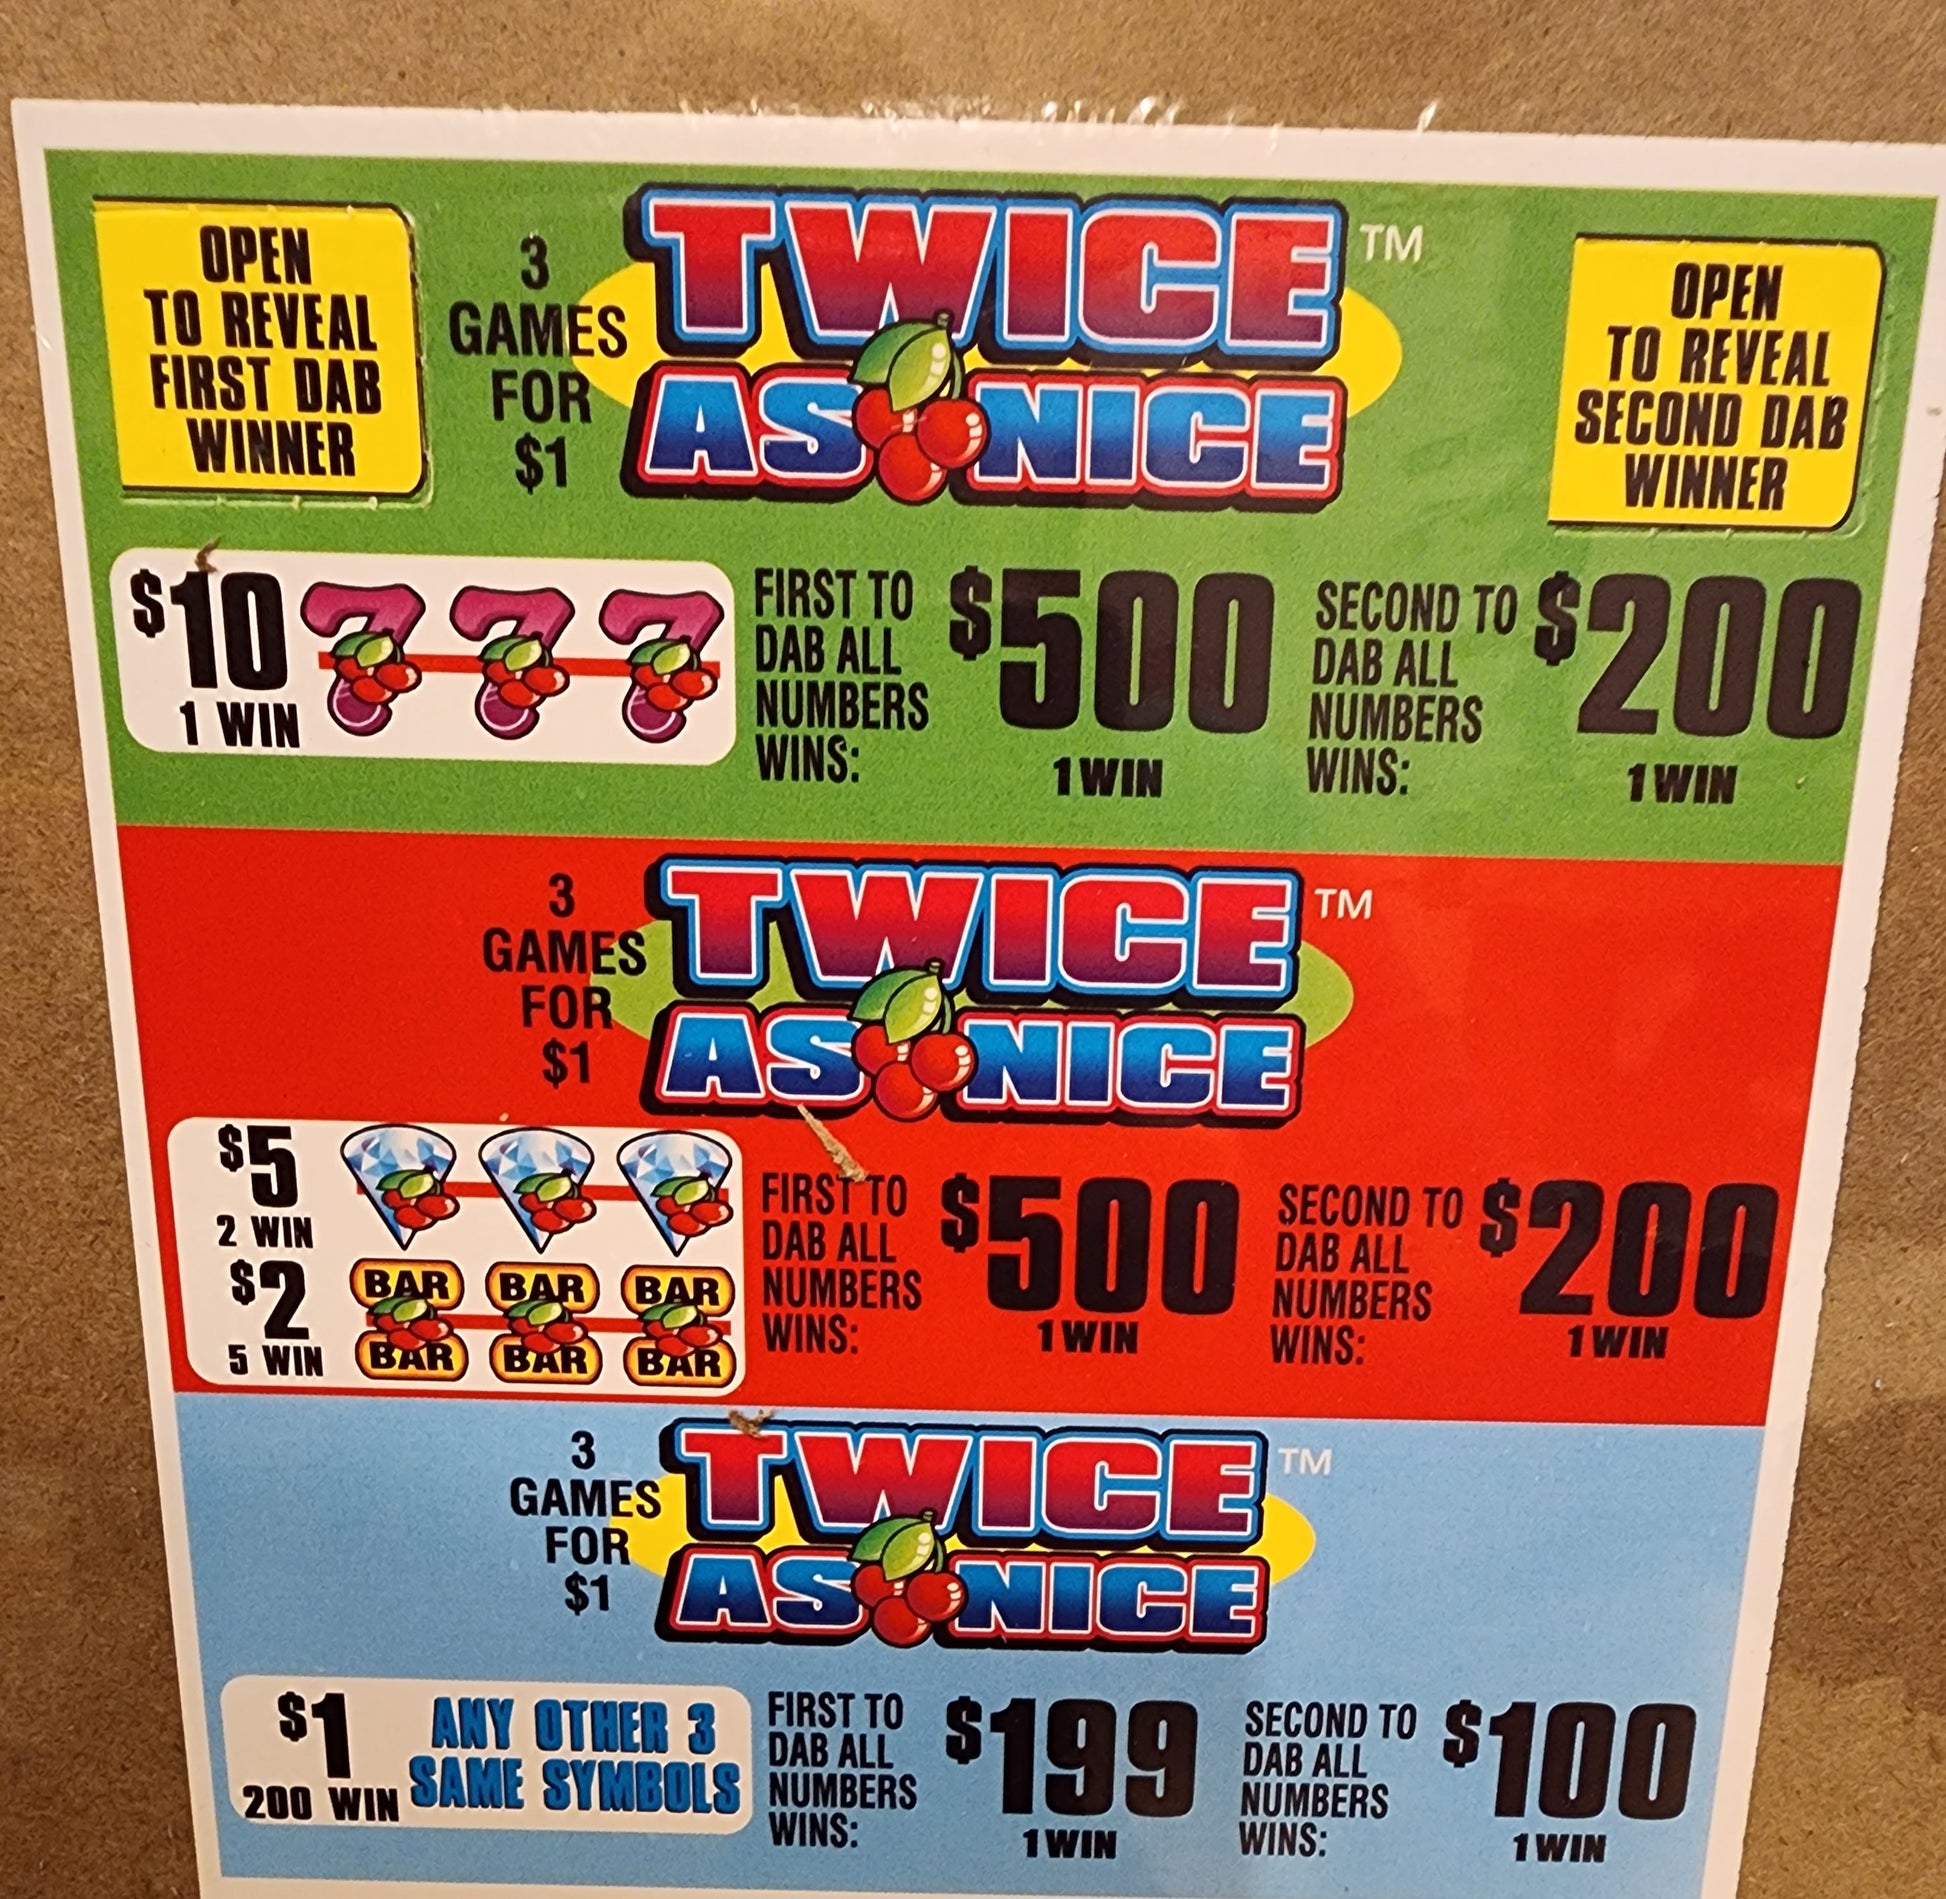 OPEN
TO REVEAL
FIRST DAB
WINNER
3
GAMES
FOR
$1
TWICE ™
AS NICE
OPEN
TO REVEAL
SECOND DAB
WINNER
$10
1 WIN
7 7 7
FIRST TO
DAB ALL
NUMBERS
WINS:
$500
1 WIN
SECOND TO
DAB ALL
NUMBERS
WINS:
$200
1 WIN
3
GAMES
FOR
$1
TWICE ™
AS NICE
$5
2 WIN
$2
5 WIN
BAR BAR BAR
BAR BAR BAR
FIRST TO
DAB ALL
NUMBERS
WINS:
$500
1 WIN
SECOND TO
DAB ALL
NUMBERS
WINS:
$200
1 WIN
3
GAMES
FOR
$1
TWICE ™
AS NICE
$1
200 WIN
ANY OTHER 3
SAME SYMBOLS
FIRST TO
DAB ALL
NUMBERS
WINS:
$199
1 WIN
SECOND TO
DAB ALL
NUMBERS
WINS:
$100
1 WIN